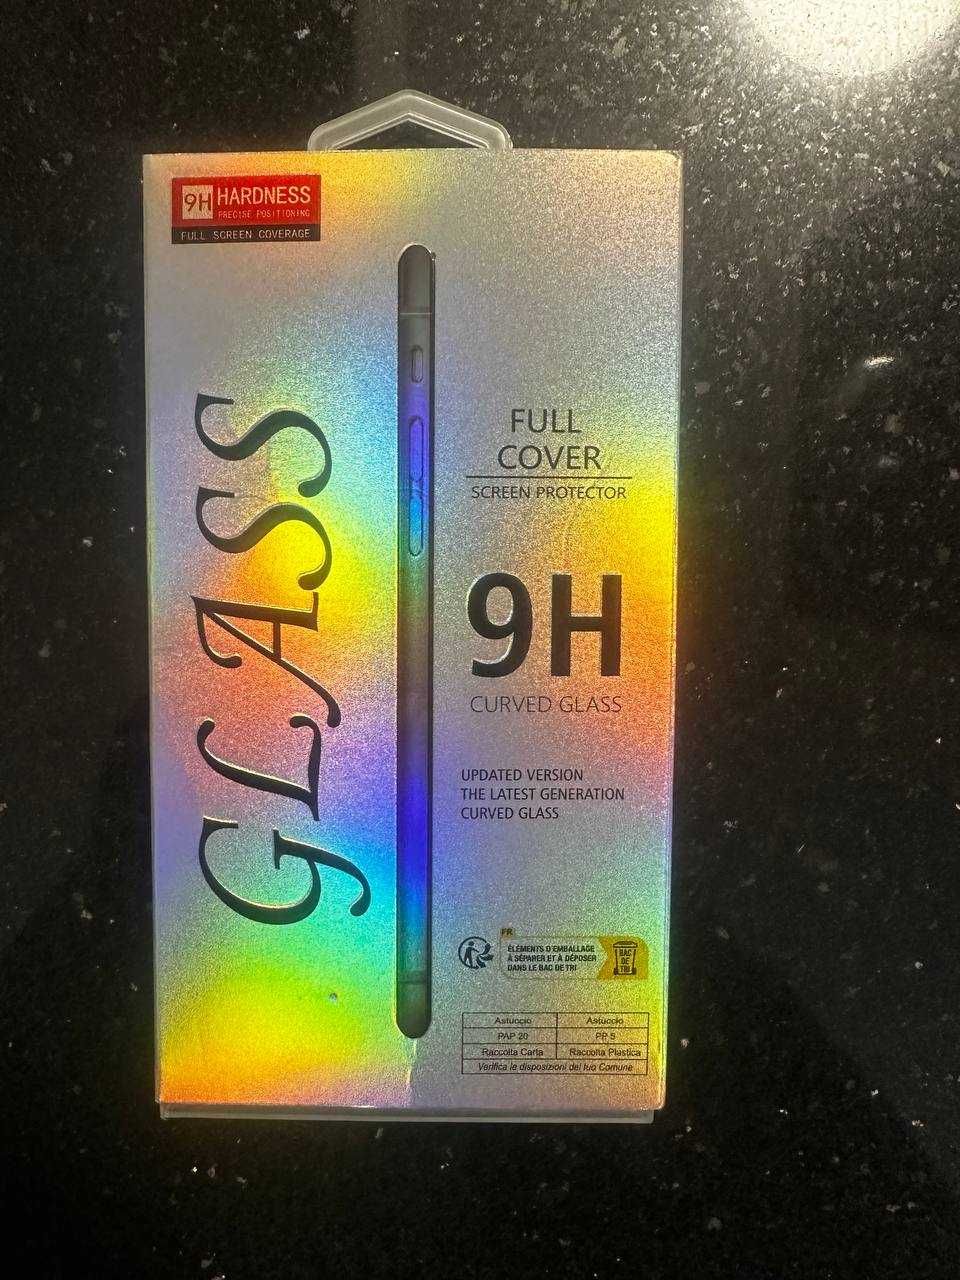 9H HARDNESS
PRECISE POSITIONING
FULL SCREEN COVERAGE
GLASS
FULL
COVER
SCREEN PROTECTOR
9H
CURVED GLASS
UPDATED VERSION
THE LATEST GENERATION
CURVED GLASS
FR
ÉLÉMENTS D'EMBALLAGE
À SÉPARER ET À DÉPOSER
DANS LE BAC DE TRI
BAC
DE
TRI
Astuccio Astuccio
PAP 20 PP 5
Raccolta Carta Raccolta Plastica
Verifica le disposizioni del tuo Comune